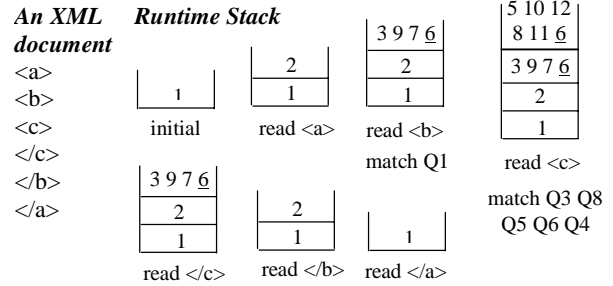 An XML document
Runtime Stack
<a>
<b>
<c>
</c>
</b>
</a>
1
initial
2
1
read <a>
3 9 7 6
2
1
read <b>
match Q1
5 10 12
8 11 6
3 9 7 6
2
1
read <c>
match Q3 Q8
Q5 Q6 Q4
3 9 7 6
2
1
read </c>
2
1
read </b>
1
read </a>